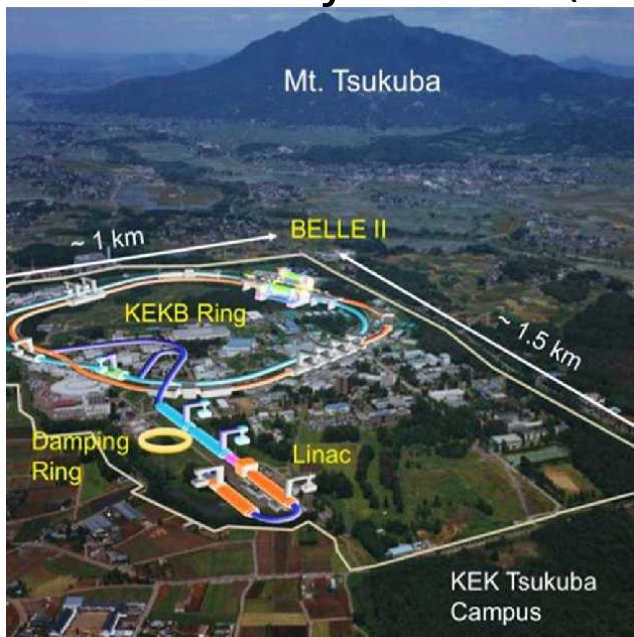 Mt. Tsukuba
~ 1 km
BELLE II
KEKB Ring
~ 1.5 km
Damping
Ring
Linac
KEK Tsukuba
Campus